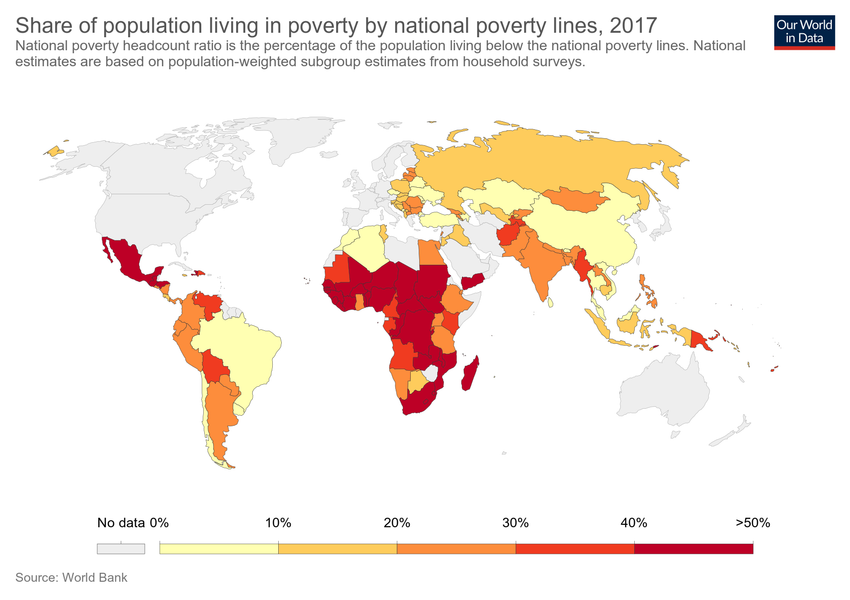 Share of population living in poverty by national poverty lines, 2017
National poverty headcount ratio is the percentage of the population living below the national poverty lines. National
estimates are based on population-weighted subgroup estimates from household surveys.
Our World
in Data
No data 0% 10% 20% 30% 40% >50%
Source: World Bank